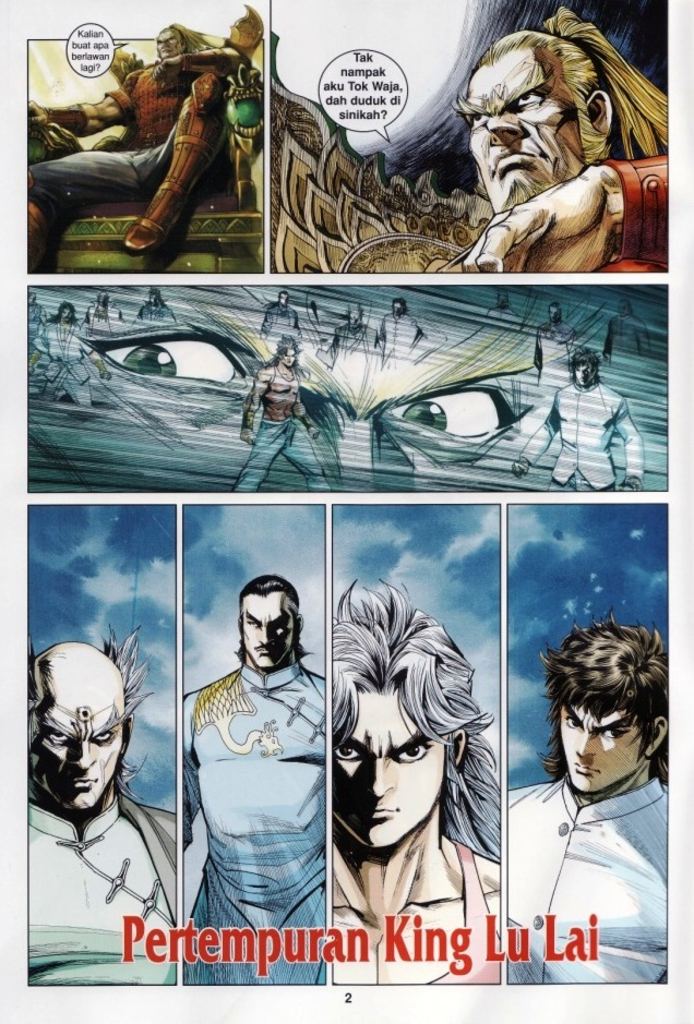 Kalian
buat apa
berlawan
lagi?
Tak
nampak
aku Tok Waja,
dah duduk di
sinikah?
Pertempuran King Lu Lai
2